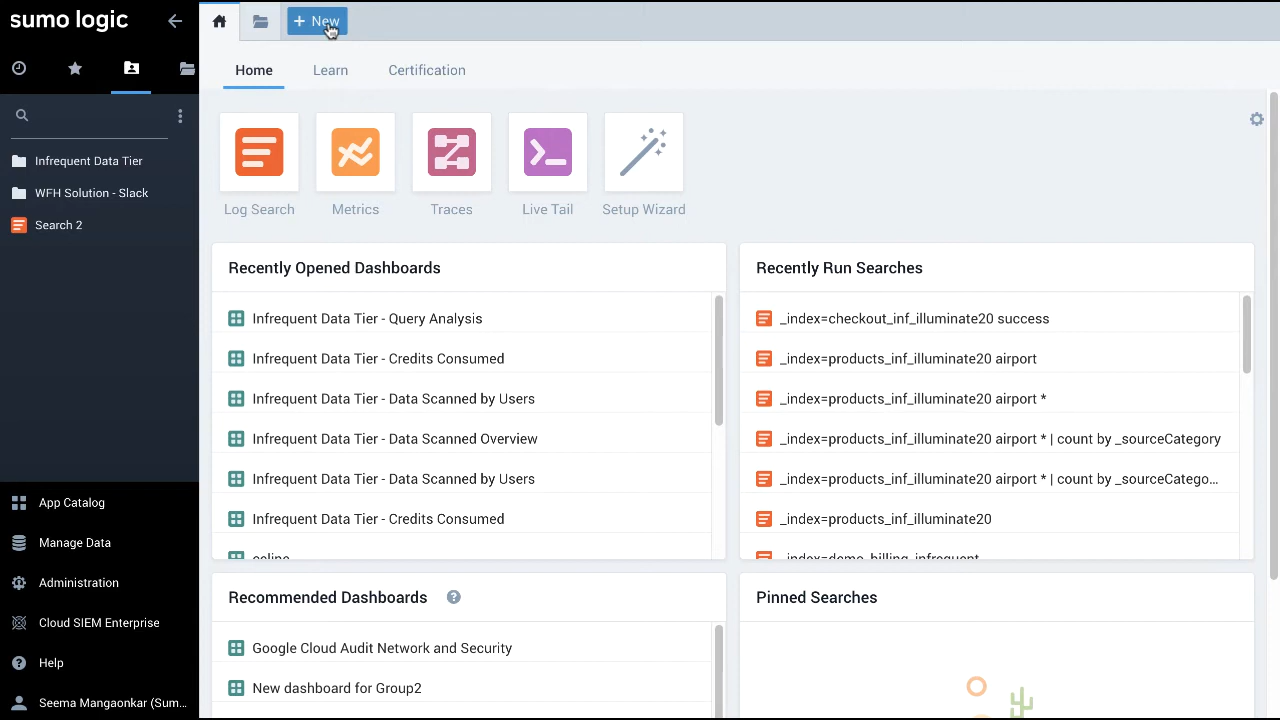 sumo logic
+ New
Home
Learn
Certification
Infrequent Data Tier
WFH Solution - Slack
Search 2
Log Search
Metrics
Traces
Live Tail
Setup Wizard
Recently Opened Dashboards
Infrequent Data Tier - Query Analysis
Infrequent Data Tier - Credits Consumed
Infrequent Data Tier - Data Scanned by Users
Infrequent Data Tier - Data Scanned Overview
Infrequent Data Tier - Data Scanned by Users
Infrequent Data Tier - Credits Consumed
Recently Run Searches
_index=checkout_inf_illuminate20 success
_index=products_inf_illuminate20 airport
_index=products_inf_illuminate20 airport *
_index=products_inf_illuminate20 airport * | count by _sourceCategory
_index=products_inf_illuminate20 airport * | count by _sourceCatego...
_index=products_inf_illuminate20
_index=demo_billing_infrequent
Recommended Dashboards
?
Google Cloud Audit Network and Security
New dashboard for Group2
Pinned Searches
App Catalog
Manage Data
Administration
Cloud SIEM Enterprise
Help
Seema Mangaonkar (Sum...